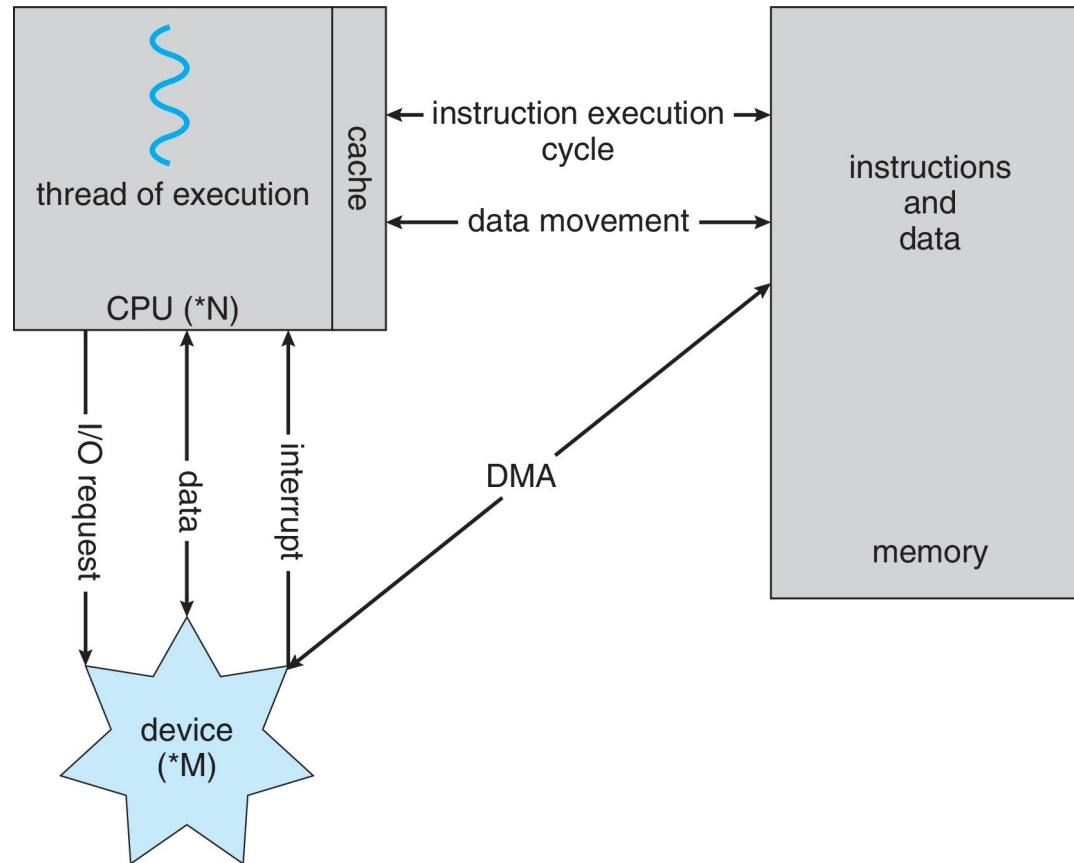 thread of execution
cache
CPU (*N)
instruction execution
cycle
data movement
instructions
and
data
memory
I/O request
data
interrupt
DMA
device
(*M)